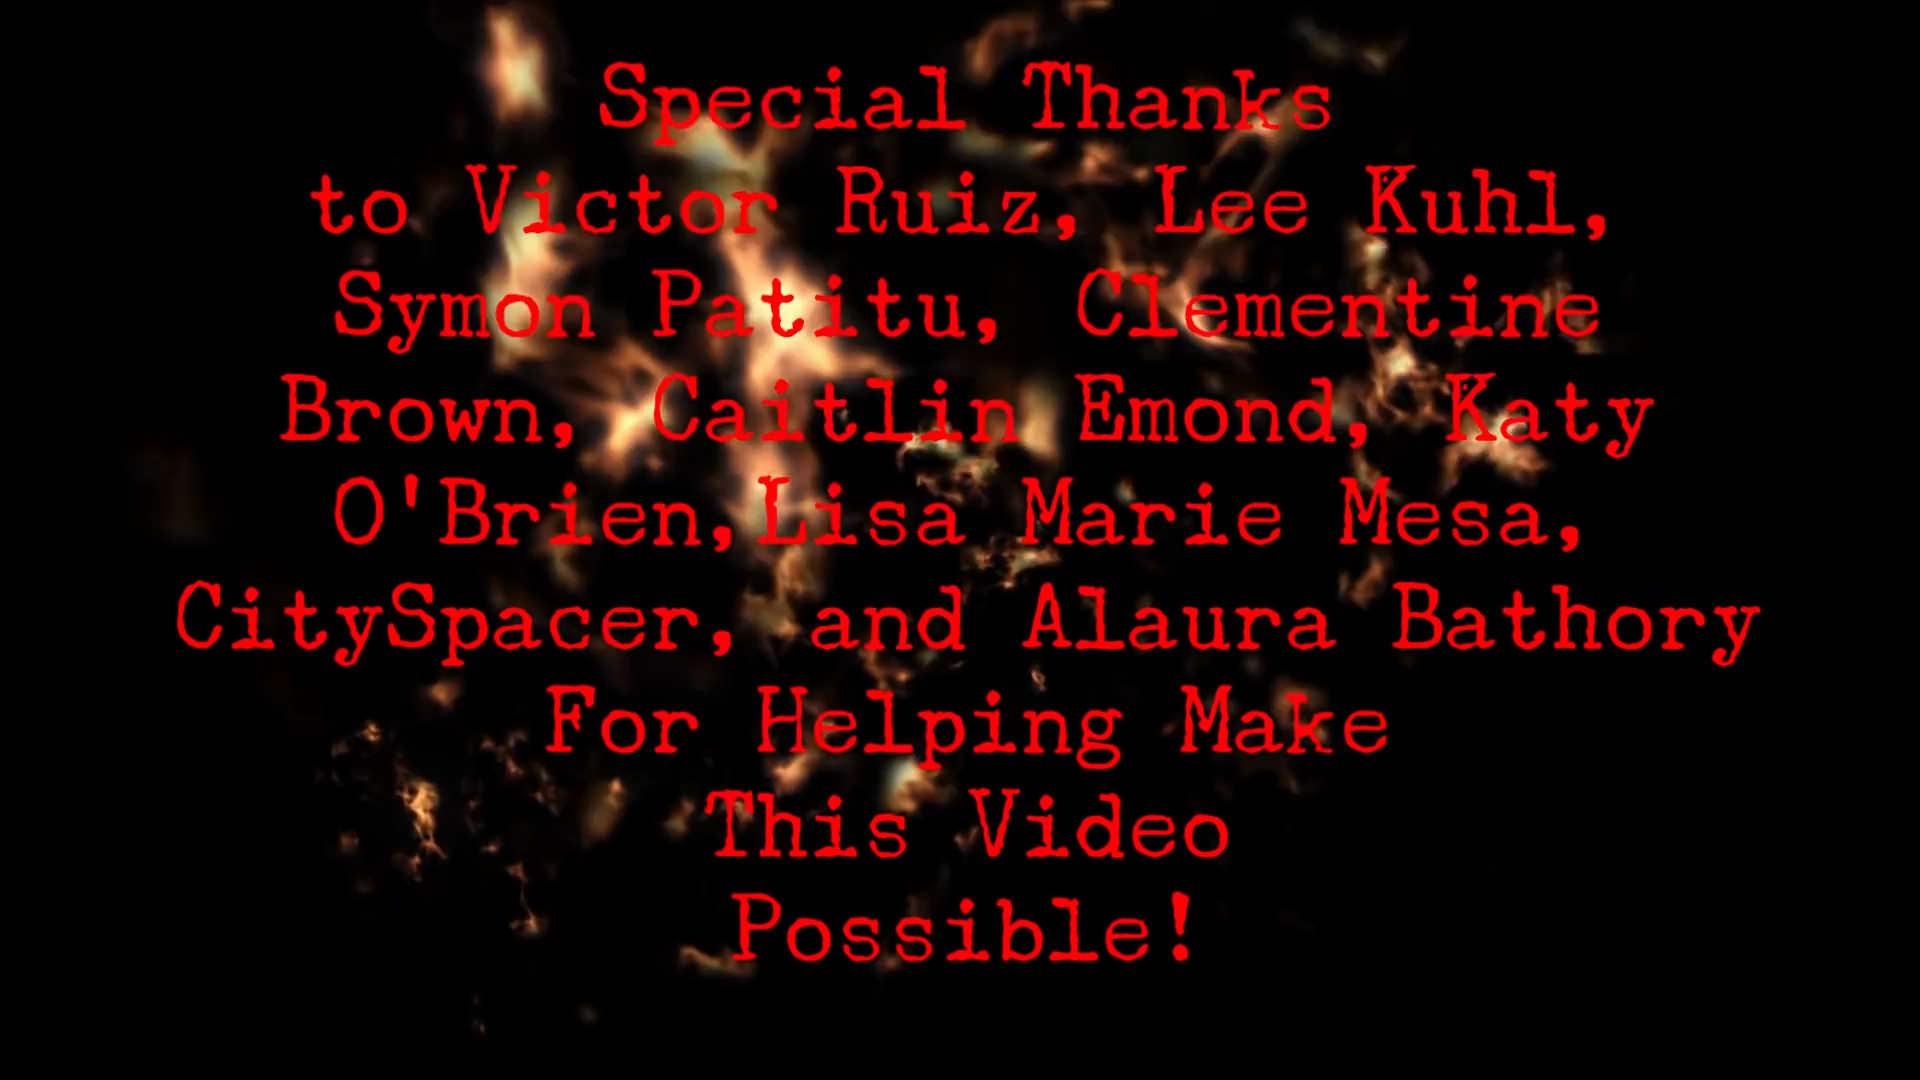 Special Thanks
to Victor Ruiz, Lee Kuhl,
Symon Patitu, Clementine
Brown, Caitlin Emond, Katy
O'Brien,Lisa Marie Mesa,
CitySpacer, and Alaura Bathory
For Helping Make
This Video
Possible!